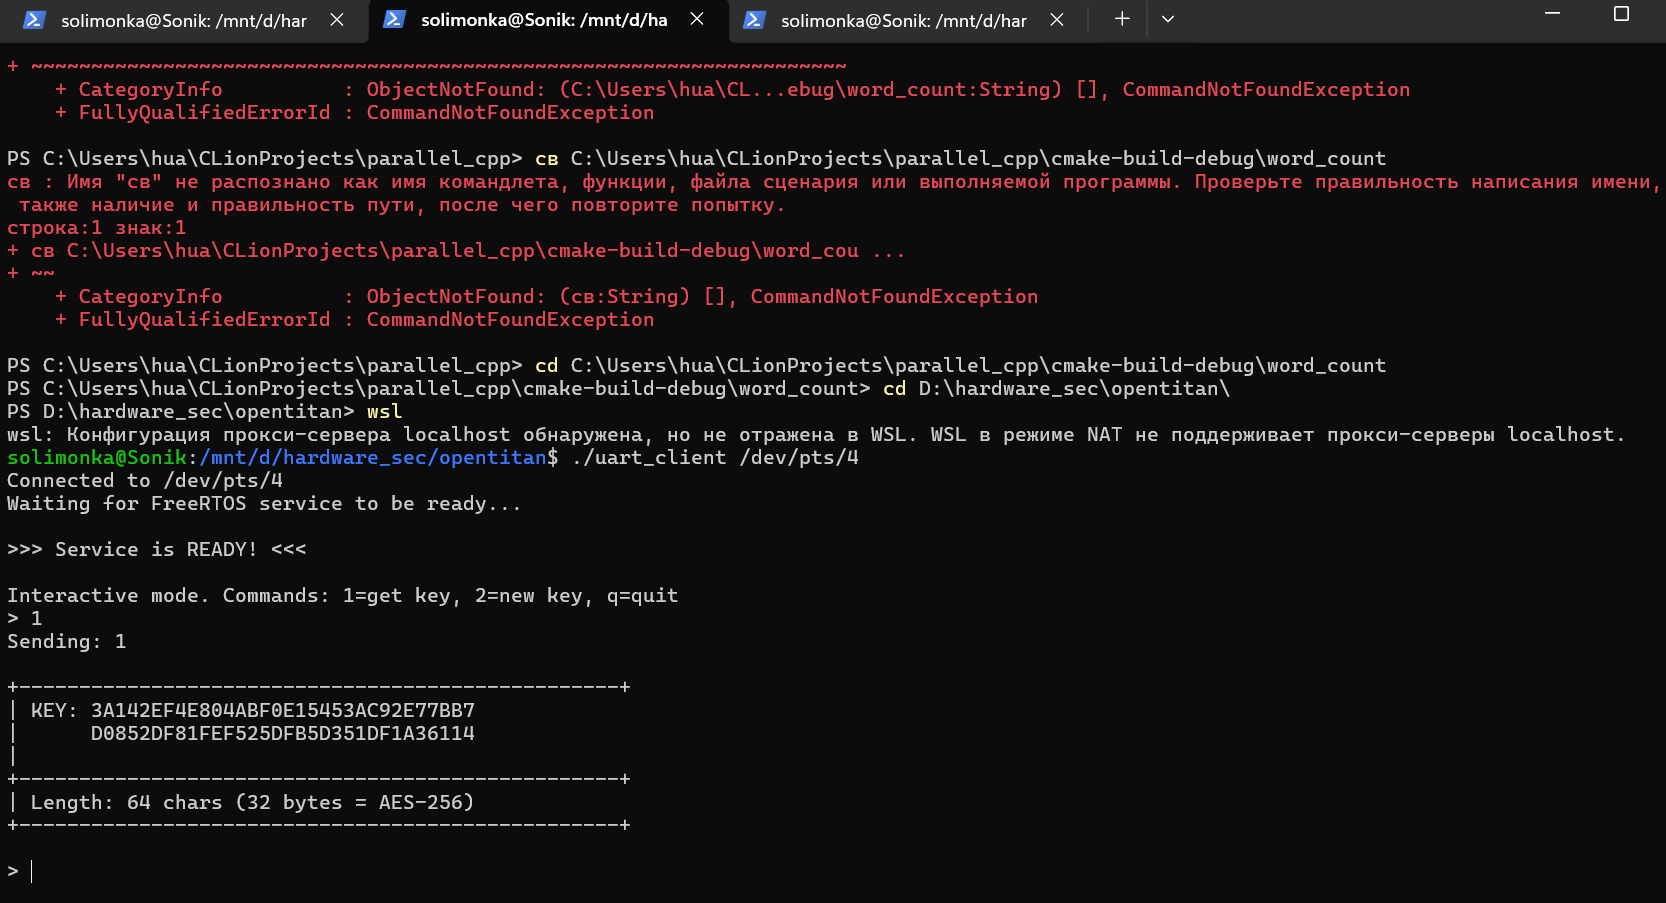 solimonka@Sonik: /mnt/d/har
solimonka@Sonik: /mnt/d/ha
solimonka@Sonik: /mnt/d/har
+ ~~~~~~~~~~~~~~~~~~~~~~~~~~~~~~~~~~~~~~~~~~~~~~~~~~~~~~~~~~~~~~~~~~~~
    + CategoryInfo          : ObjectNotFound: (C:\Users\hua\CL...ebug\word_count:String) [], CommandNotFoundException
    + FullyQualifiedErrorId : CommandNotFoundException
PS C:\Users\hua\CLionProjects\parallel_cpp> св C:\Users\hua\CLionProjects\parallel_cpp\cmake-build-debug\word_count
св : Имя "св" не распознано как имя командлета, функции, файла сценария или выполняемой программы. Проверьте правильность написания имени,
 также наличие и правильность пути, после чего повторите попытку.
строка:1 знак:1
+ св C:\Users\hua\CLionProjects\parallel_cpp\cmake-build-debug\word_cou ...
+ ~~
    + CategoryInfo          : ObjectNotFound: (св:String) [], CommandNotFoundException
    + FullyQualifiedErrorId : CommandNotFoundException
PS C:\Users\hua\CLionProjects\parallel_cpp> cd C:\Users\hua\CLionProjects\parallel_cpp\cmake-build-debug\word_count
PS C:\Users\hua\CLionProjects\parallel_cpp\cmake-build-debug\word_count> cd D:\hardware_sec\opentitan\
PS D:\hardware_sec\opentitan> wsl
wsl: Конфигурация прокси-сервера localhost обнаружена, но не отражена в WSL. WSL в режиме NAT не поддерживает прокси-серверы localhost.
solimonka@Sonik:/mnt/d/hardware_sec/opentitan$ ./uart_client /dev/pts/4
Connected to /dev/pts/4
Waiting for FreeRTOS service to be ready...
>>> Service is READY! <<<
Interactive mode. Commands: 1=get key, 2=new key, q=quit
> 1
Sending: 1
+--------------------------------------------------+
| KEY: 3A142EF4E804ABF0E15453AC92E77BB7
|      D0852DF81FEF525DFB5D351DF1A36114
|
+--------------------------------------------------+
| Length: 64 chars (32 bytes = AES-256)
+--------------------------------------------------+
>